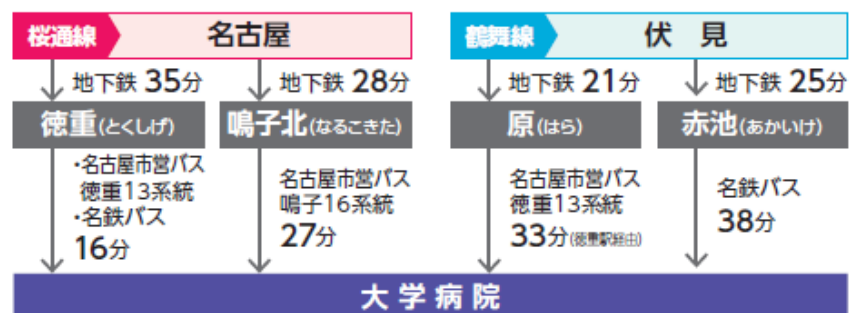 桜通線 名古屋
鶴舞線 伏見
地下鉄 35分
地下鉄 28分
地下鉄 21分
地下鉄 25分
徳重(とくしげ)
鳴子北(なるこきた)
原(はら)
赤池(あかいけ)
・名古屋市営バス
徳重13系統
・名鉄バス
16分
名古屋市営バス
鳴子16系統
27分
名古屋市営バス
徳重13系統
33分(徳重駅経由)
名鉄バス
38分
大学病院